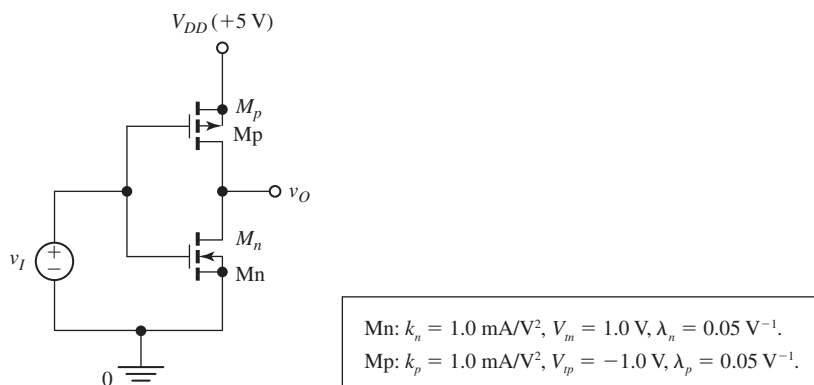 V_DD (+5 V)
M_p
Mp
v_O
M_n
+
−
v_I
Mn
0
Mn: k_n = 1.0 mA/V², V_tn = 1.0 V, λ_n = 0.05 V⁻¹.
Mp: k_p = 1.0 mA/V², V_tp = −1.0 V, λ_p = 0.05 V⁻¹.